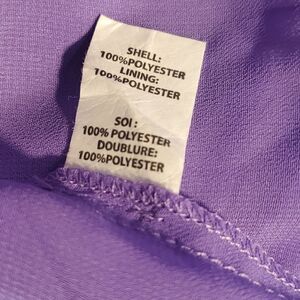 SHELL:
100%POLYESTER
LINING:
100%POLYESTER
SOI :
100% POLYESTER
DOUBLURE:
100%POLYESTER